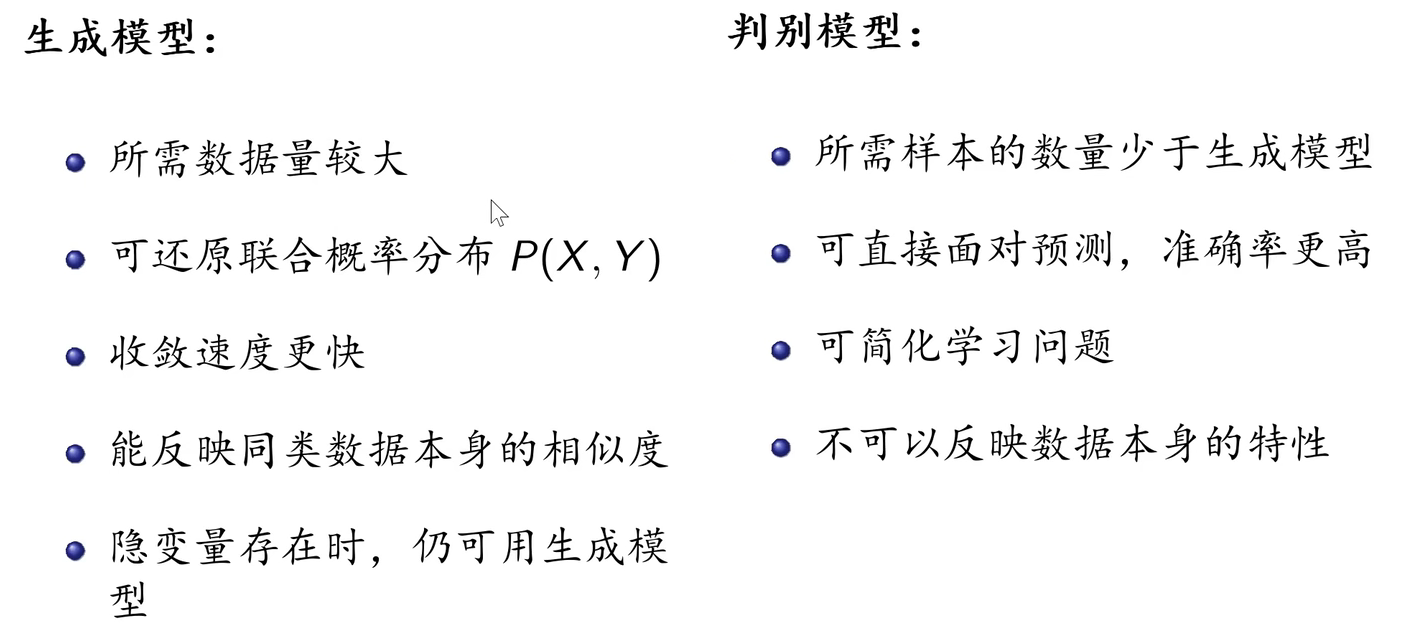 生成模型：
所需数据量较大
可还原联合概率分布 P(X, Y)
收敛速度更快
能反映同类数据本身的相似度
隐变量存在时，仍可用生成模
型
判别模型：
所需样本的数量少于生成模型
可直接面对预测，准确率更高
可简化学习问题
不可以反映数据本身的特性